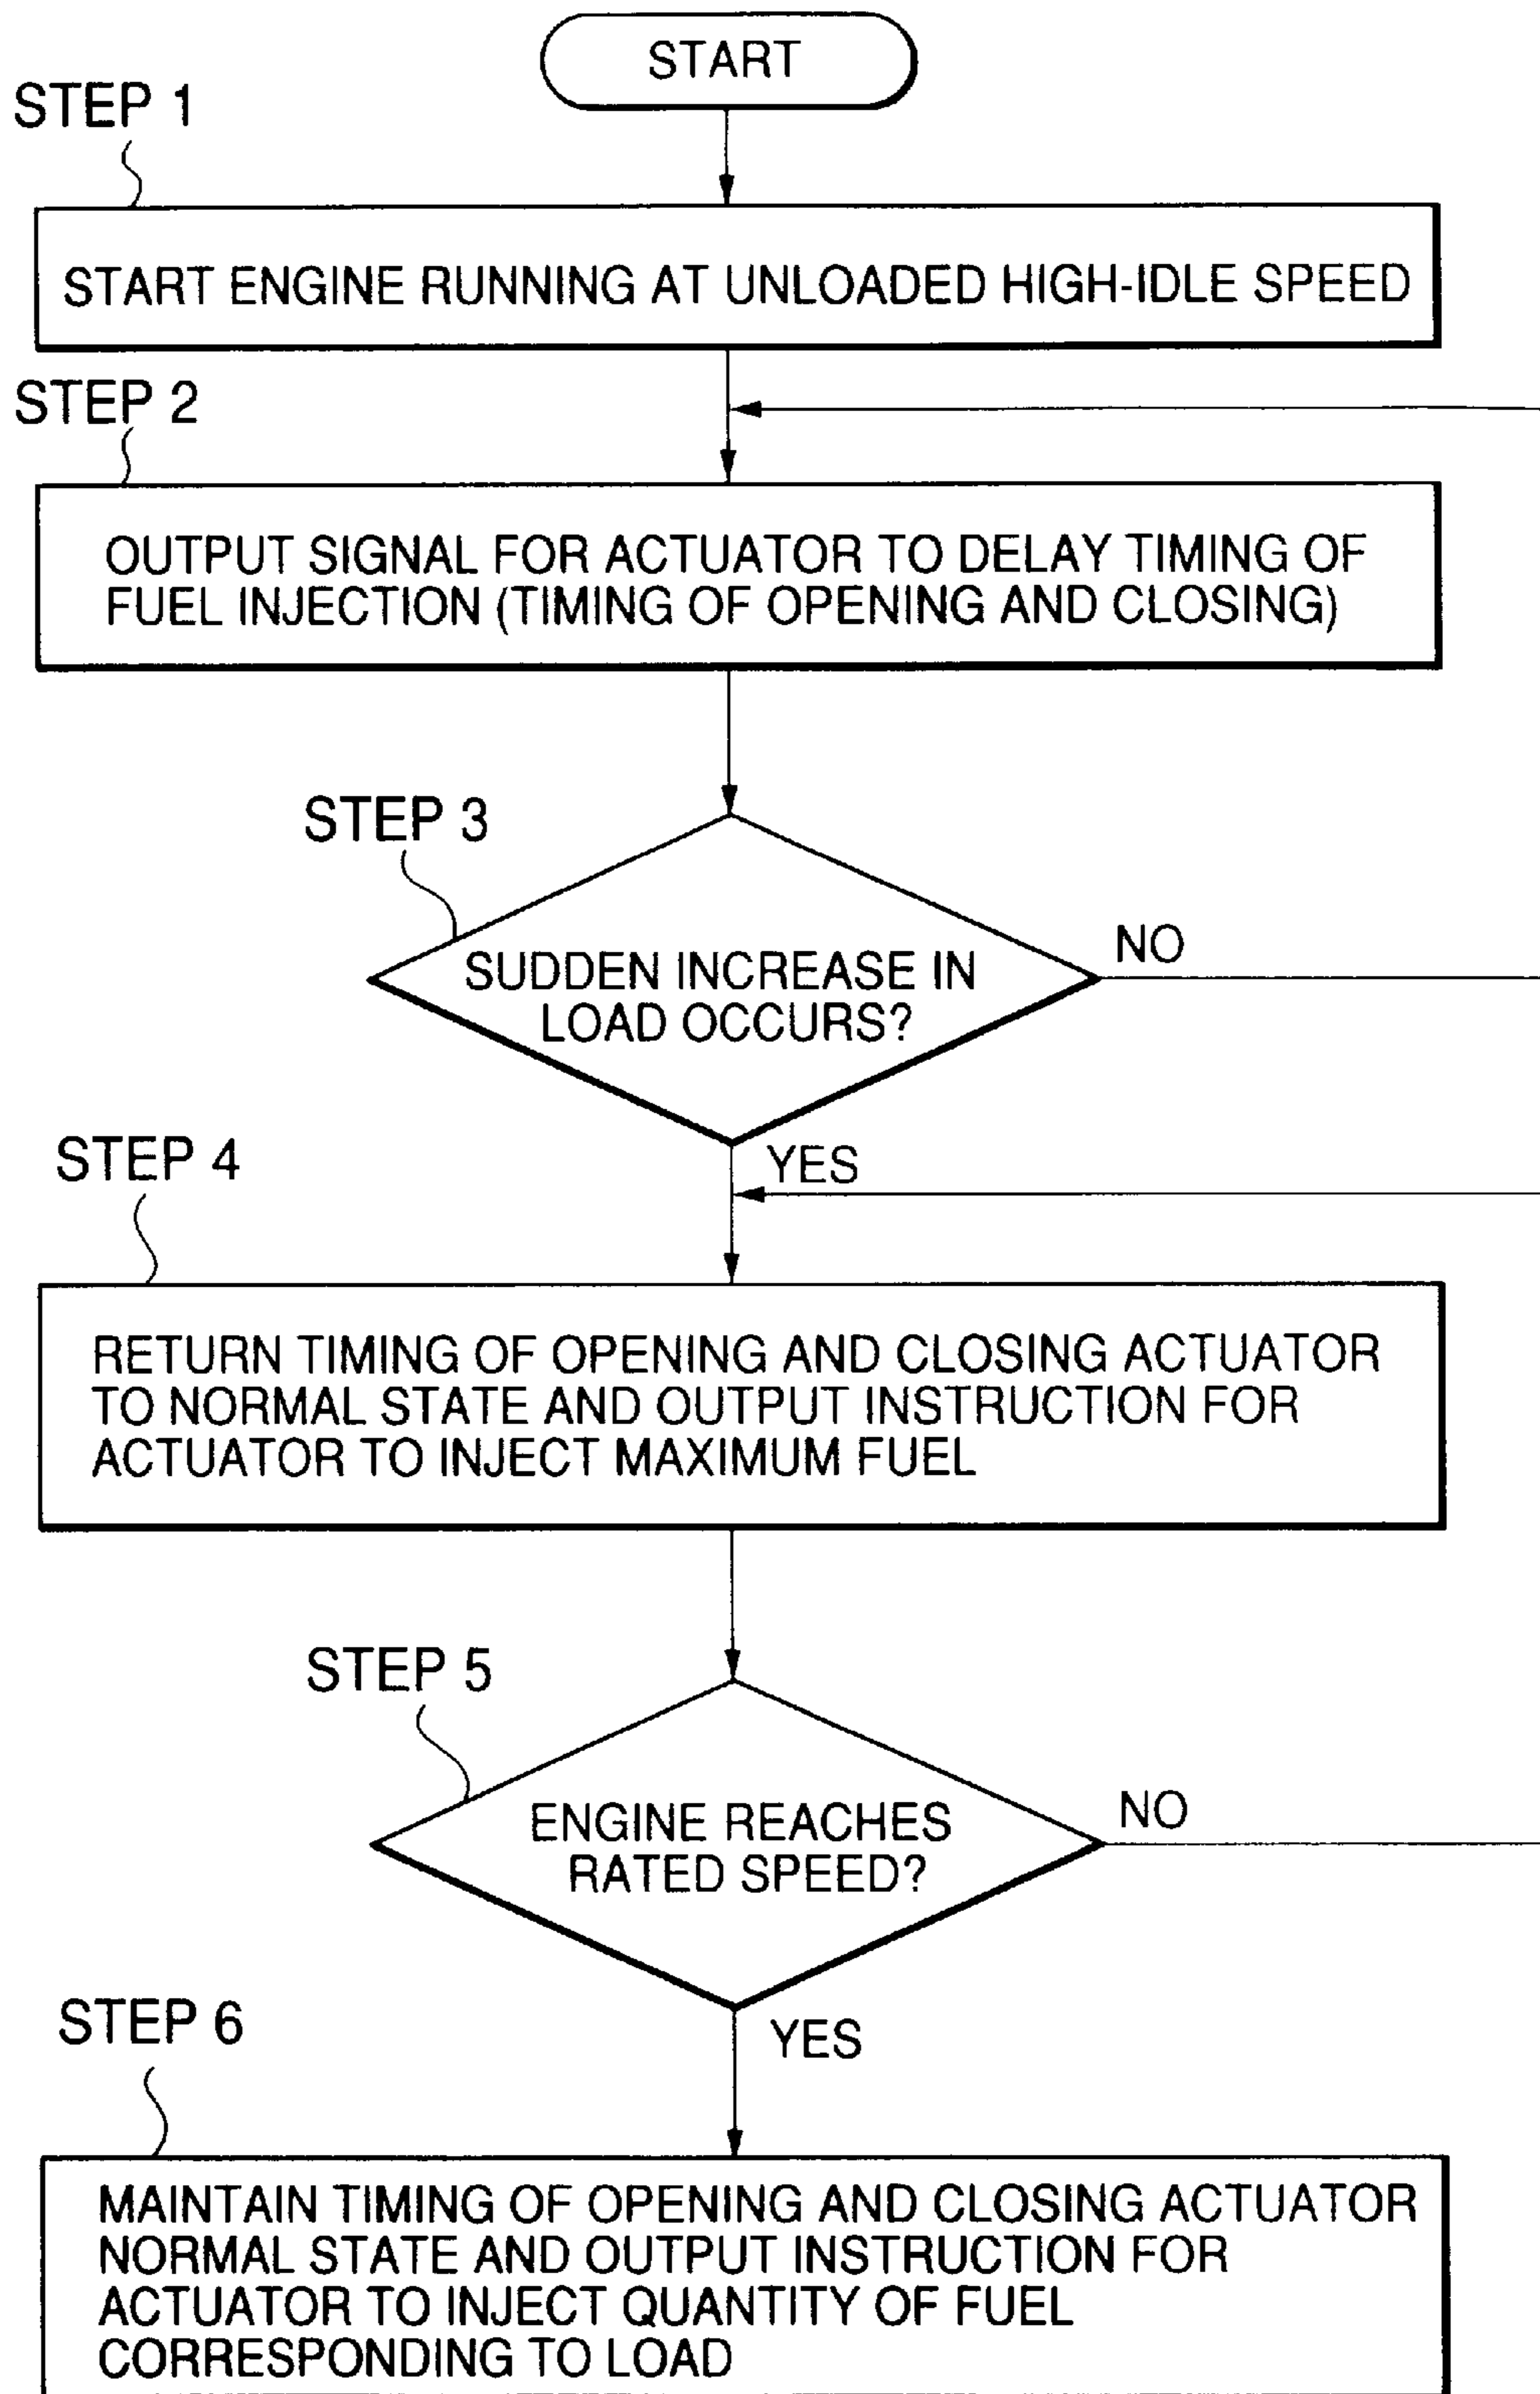 START
STEP 1
START ENGINE RUNNING AT UNLOADED HIGH-IDLE SPEED
STEP 2
OUTPUT SIGNAL FOR ACTUATOR TO DELAY TIMING OF
FUEL INJECTION (TIMING OF OPENING AND CLOSING)
STEP 3
SUDDEN INCREASE IN
LOAD OCCURS?
NO
YES
STEP 4
RETURN TIMING OF OPENING AND CLOSING ACTUATOR
TO NORMAL STATE AND OUTPUT INSTRUCTION FOR
ACTUATOR TO INJECT MAXIMUM FUEL
STEP 5
ENGINE REACHES
RATED SPEED?
NO
YES
STEP 6
MAINTAIN TIMING OF OPENING AND CLOSING ACTUATOR
NORMAL STATE AND OUTPUT INSTRUCTION FOR
ACTUATOR TO INJECT QUANTITY OF FUEL
CORRESPONDING TO LOAD